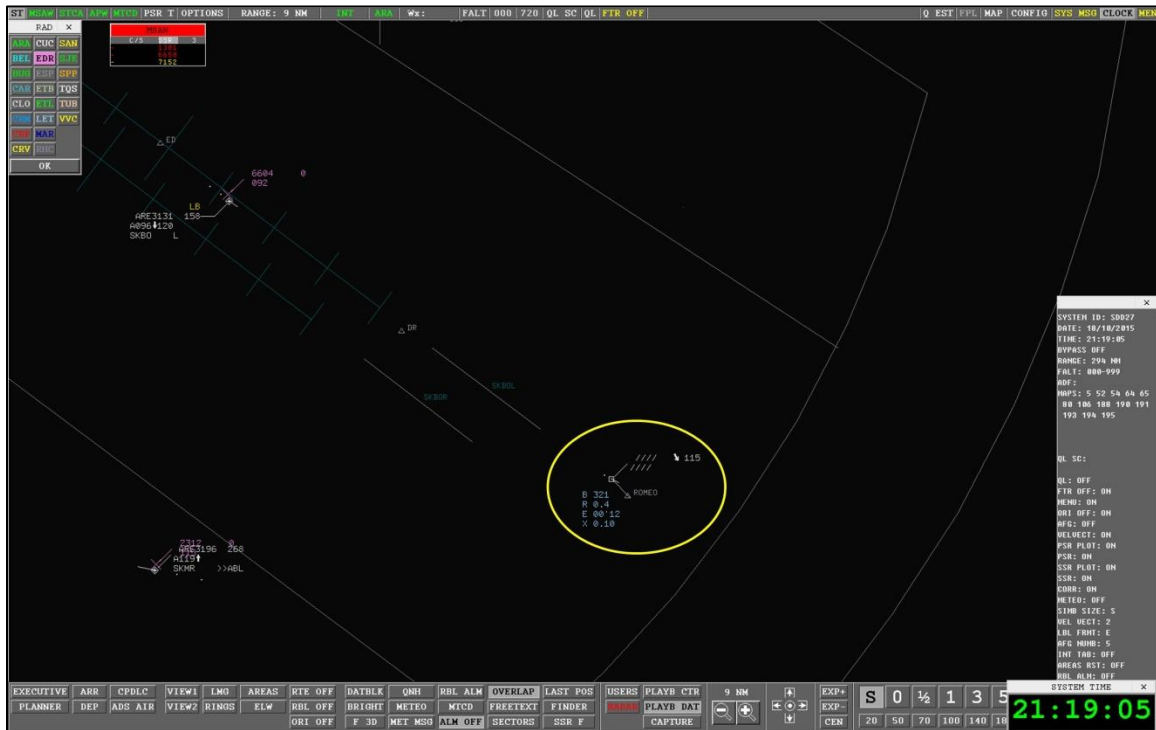 ST MSAW STCA APW MTCD PSR T OPTIONS RANGE: 9 NM INT ARA Wx: FALT 000 720 QL SC QL FTR OFF Q EST FPL MAP CONFIG SYS MSG CLOCK MEN
RAD ×
ARA CUC SAN
BEL EDR SJE
BUG ESP SPP
CAR ETB TQS
CLO ETL TUB
LET VVC
MAR
CRV
OK
MSAW
C/S SSR 3
7152
ED
6604 0
092
LB
ARE3131 158
A096↓120
SKBO L
DR
SKBOL
SKBOR
//// 115
////
ROMEO
B 321
R 0.4
E 00'12
X 0.10
2312 0
ARE3196 268
A119↑
SKMR >>ABL
×
SYSTEM ID: SDD27
DATE: 18/10/2015
TIME: 21:19:05
BYPASS OFF
RANGE: 294 NM
FALT: 000-999
ADF:
MAPS: 5 52 54 64 65
80 106 188 190 191
193 194 195
QL SC:
QL: OFF
FTR OFF: ON
MENU: ON
ORI OFF: ON
AFG: OFF
VELVECT: ON
PSR PLOT: ON
PSR: ON
SSR PLOT: ON
SSR: ON
CORR: ON
METEO: OFF
SIMB SIZE: S
VEL VECT: 2
LBL FRMT: E
AFG NUMB: 5
INT TAB: OFF
AREAS RST: OFF
RBL ALM: OFF
EXECUTIVE ARR CPDLC VIEW1 LMG AREAS RTE OFF DATBLK QNH RBL ALM OVERLAP LAST POS USERS PLAYB CTR 9 NM EXP+ S 0 ½ 1 3 5
PLANNER DEP ADS AIR VIEW2 RINGS ELW RBL OFF BRIGHT METEO MTCD FREETEXT FINDER RADAR PLAYB DAT EXP-
ORI OFF F 3D MET MSG ALM OFF SECTORS SSR F CAPTURE CEN 20 50 70 100 140
SYSTEM TIME ×
21:19:05